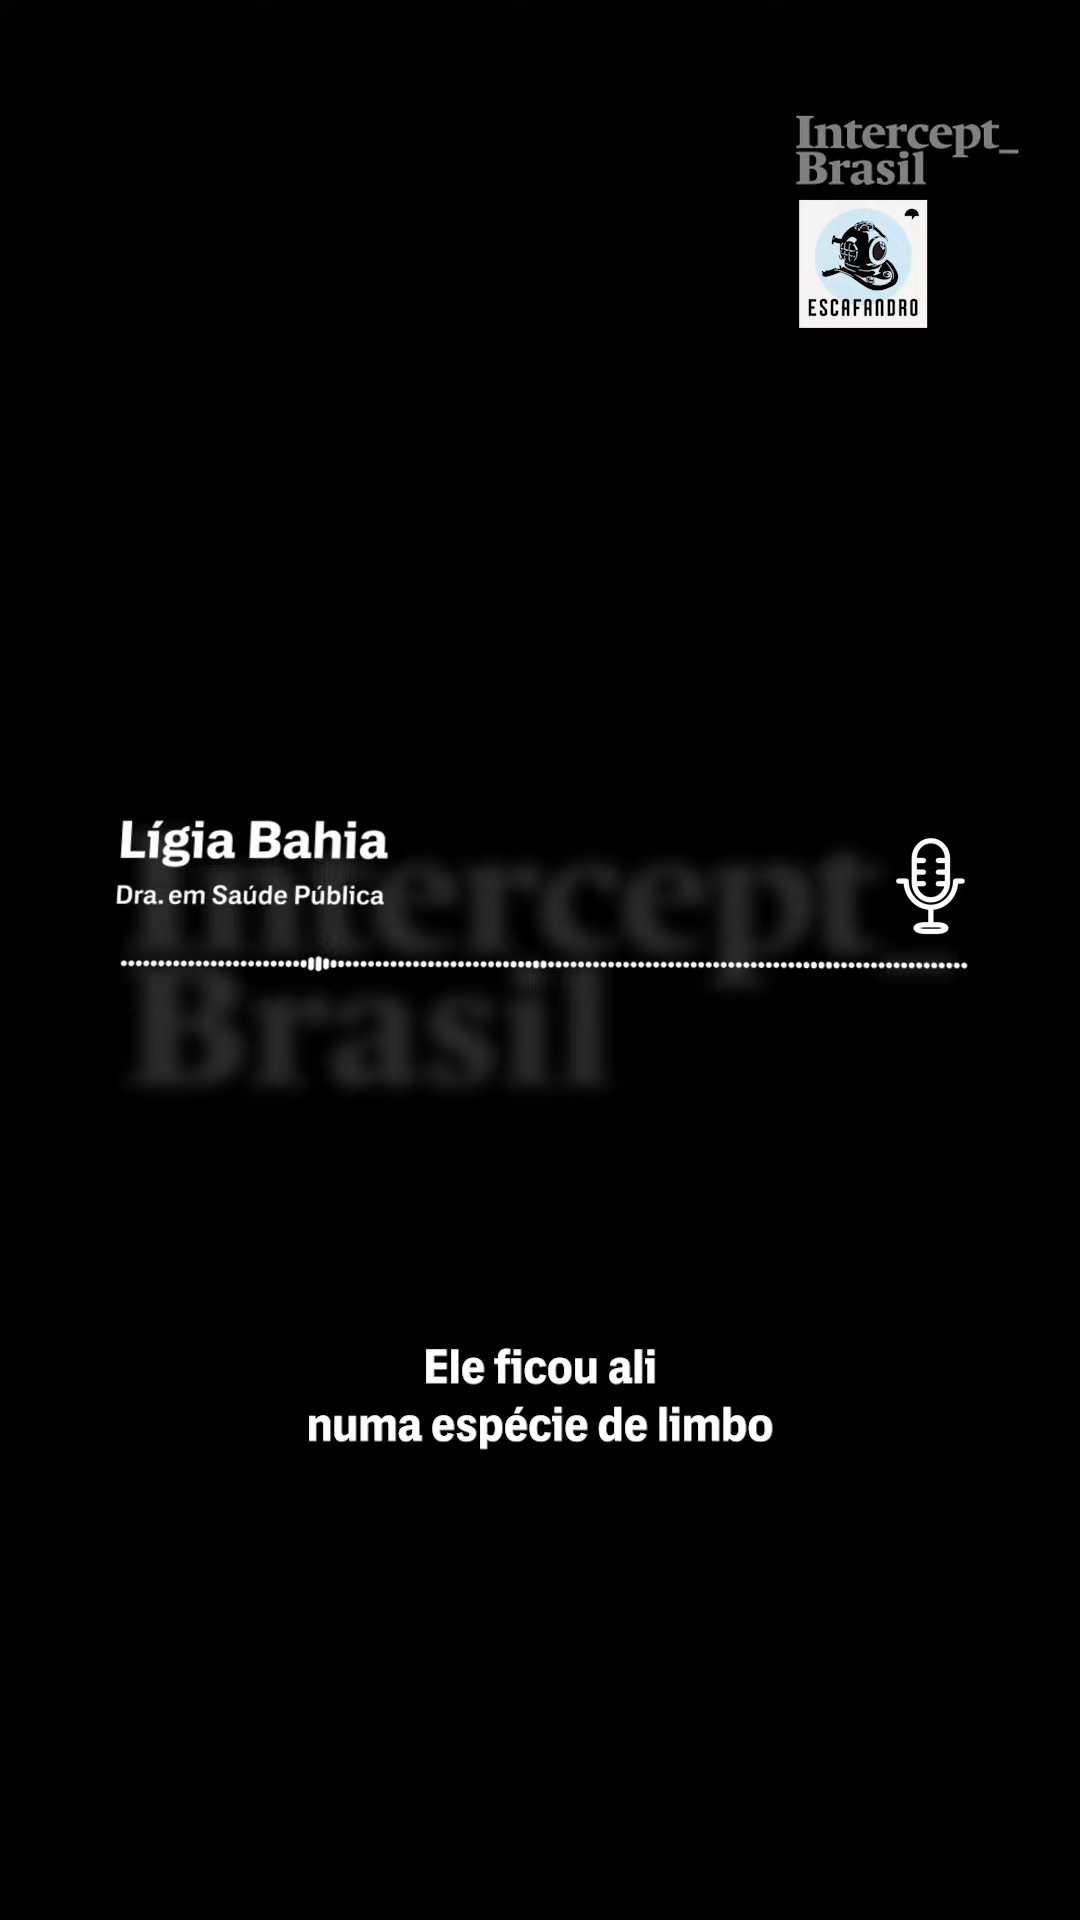 Intercept_
Brasil
ESCAFANDRO
Lígia Bahia
Dra. em Saúde Pública
Intercept_
Brasil
Ele ficou ali
numa espécie de limbo